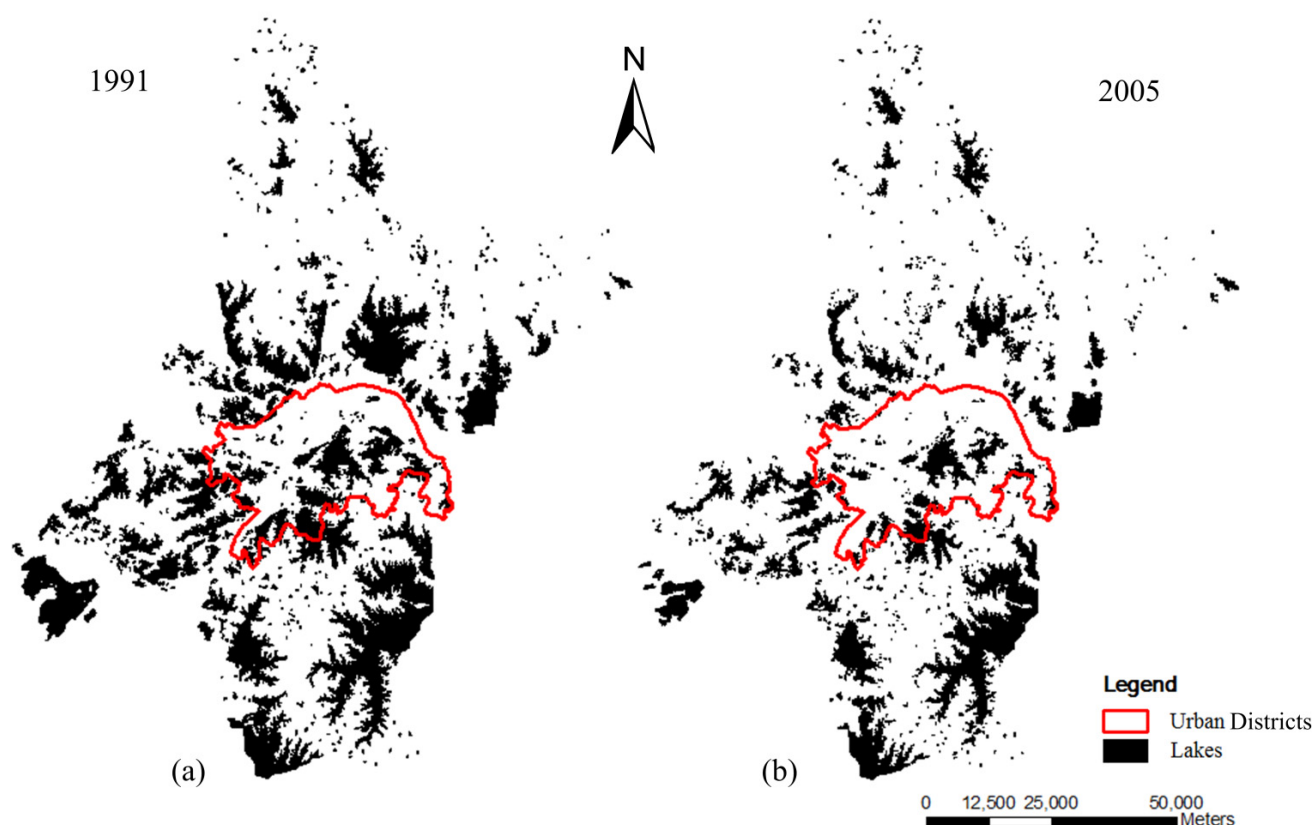 N
1991
2005
Legend
Urban Districts
Lakes
(a)
(b)
0 12,500 25,000 50,000
Meters